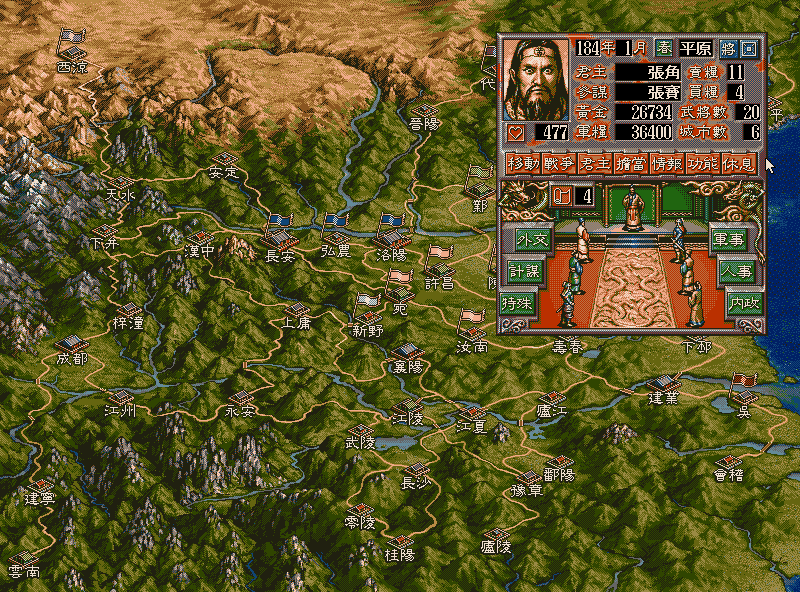 西涼
代
晉陽
平
安定
天水
鄴
下弁
漢中
長安
弘農
洛陽
許昌
陳
宛
梓潼
上庸
新野
汝南
壽春
下邳
成都
襄陽
江州
永安
江陵
江夏
廬江
建業
吳
武陵
長沙
鄱陽
豫章
會稽
建寧
零陵
桂陽
廬陵
雲南
184年 1月 春 平原 將
君主 張角
參謀 張寶
黃金 26734 武將數 20
477 軍糧 36400 城市數 6
11
4
移動 戰爭 君主 擔當 情報 功能 休息
4
外交 軍事
計謀 人事
特殊 內政